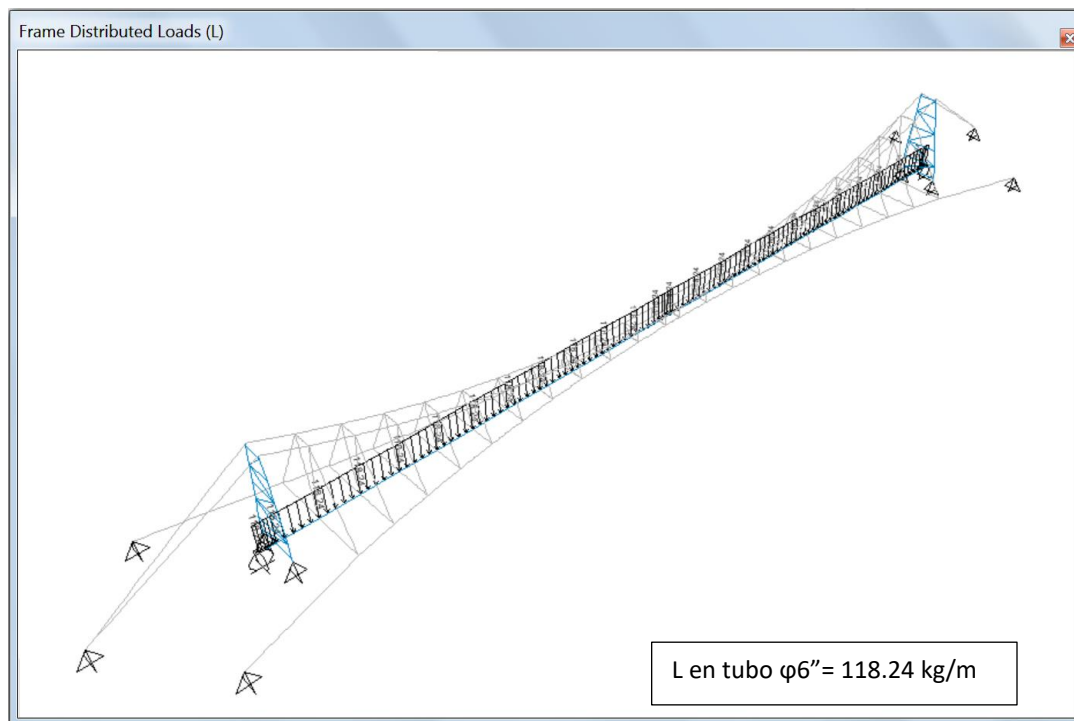 Frame Distributed Loads (L)
L en tubo φ6”= 118.24 kg/m